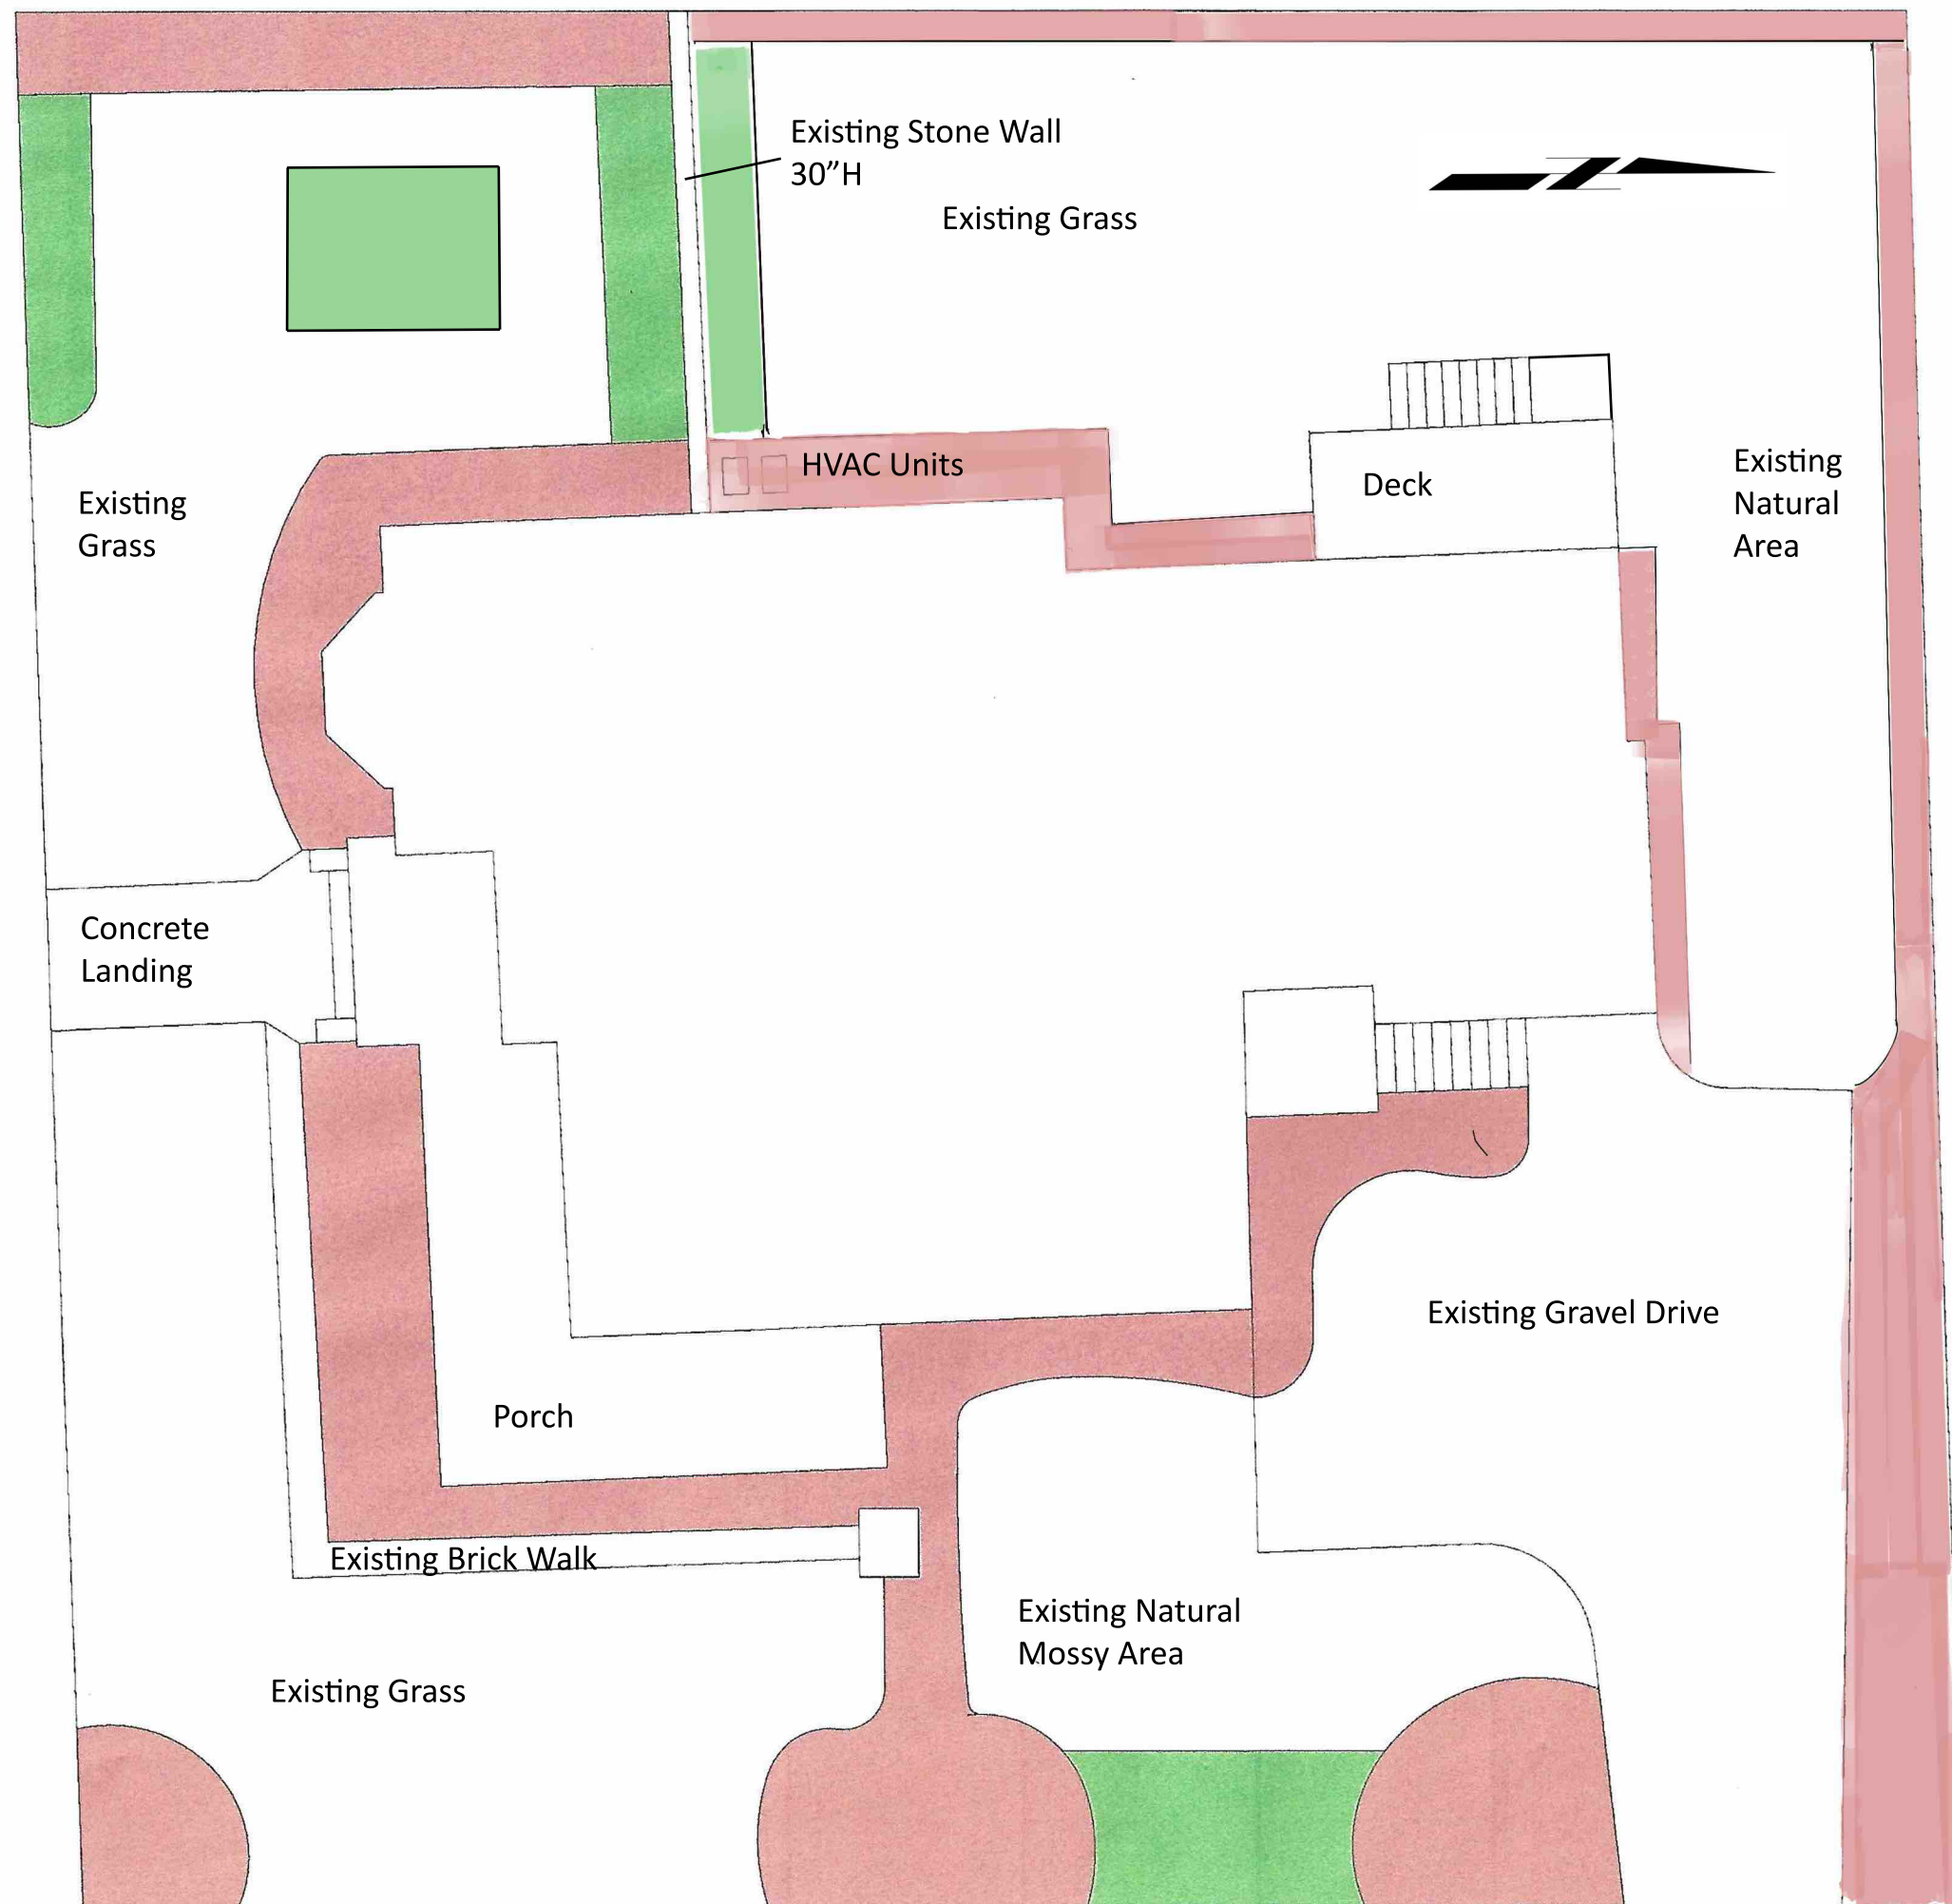 Existing Stone Wall
30”H
Existing Grass
HVAC Units
Deck
Existing
Natural
Area
Existing
Grass
Concrete
Landing
Existing Gravel Drive
Porch
Existing Brick Walk
Existing Natural
Mossy Area
Existing Grass